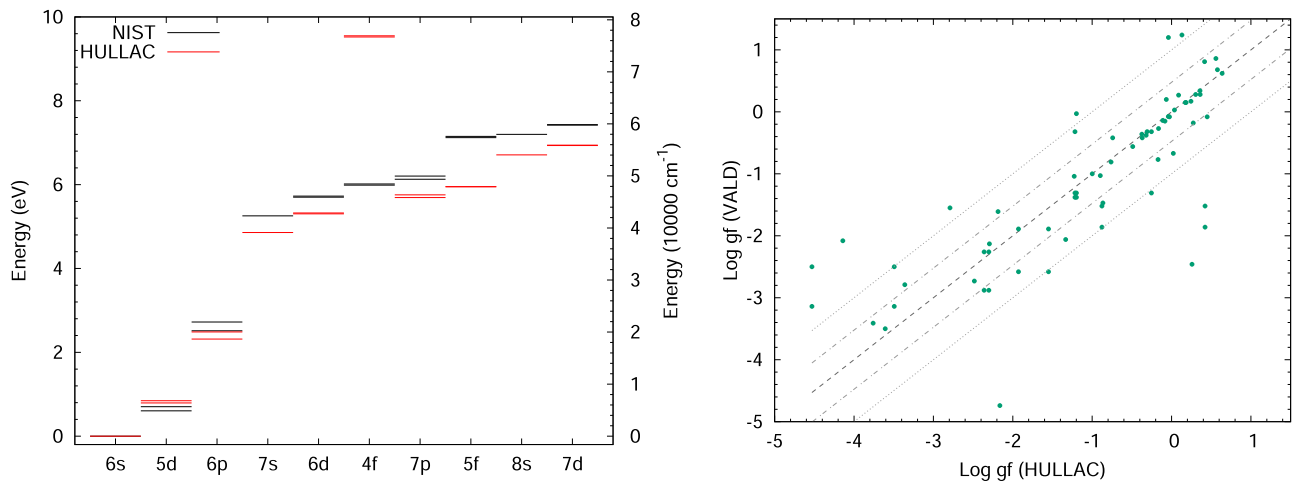 NIST
HULLAC
Energy (eV)
10
8
6
4
2
0
6s 5d 6p 7s 6d 4f 7p 5f 8s 7d
8
7
6
5
4
3
2
1
0
Energy (10000 cm⁻¹)
Log gf (VALD)
1
0
-1
-2
-3
-4
-5
-5 -4 -3 -2 -1 0 1
Log gf (HULLAC)